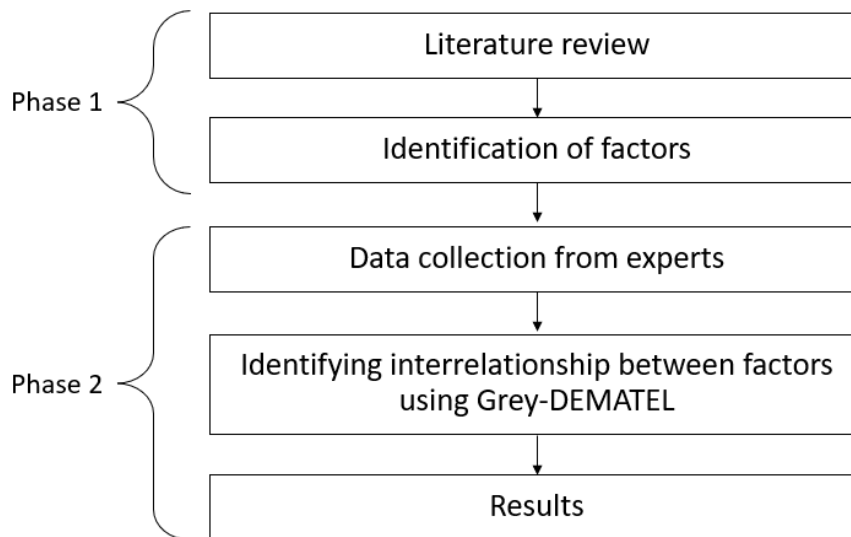 Literature review
Phase 1
Identification of factors
Data collection from experts
Identifying interrelationship between factors
using Grey-DEMATEL
Phase 2
Results